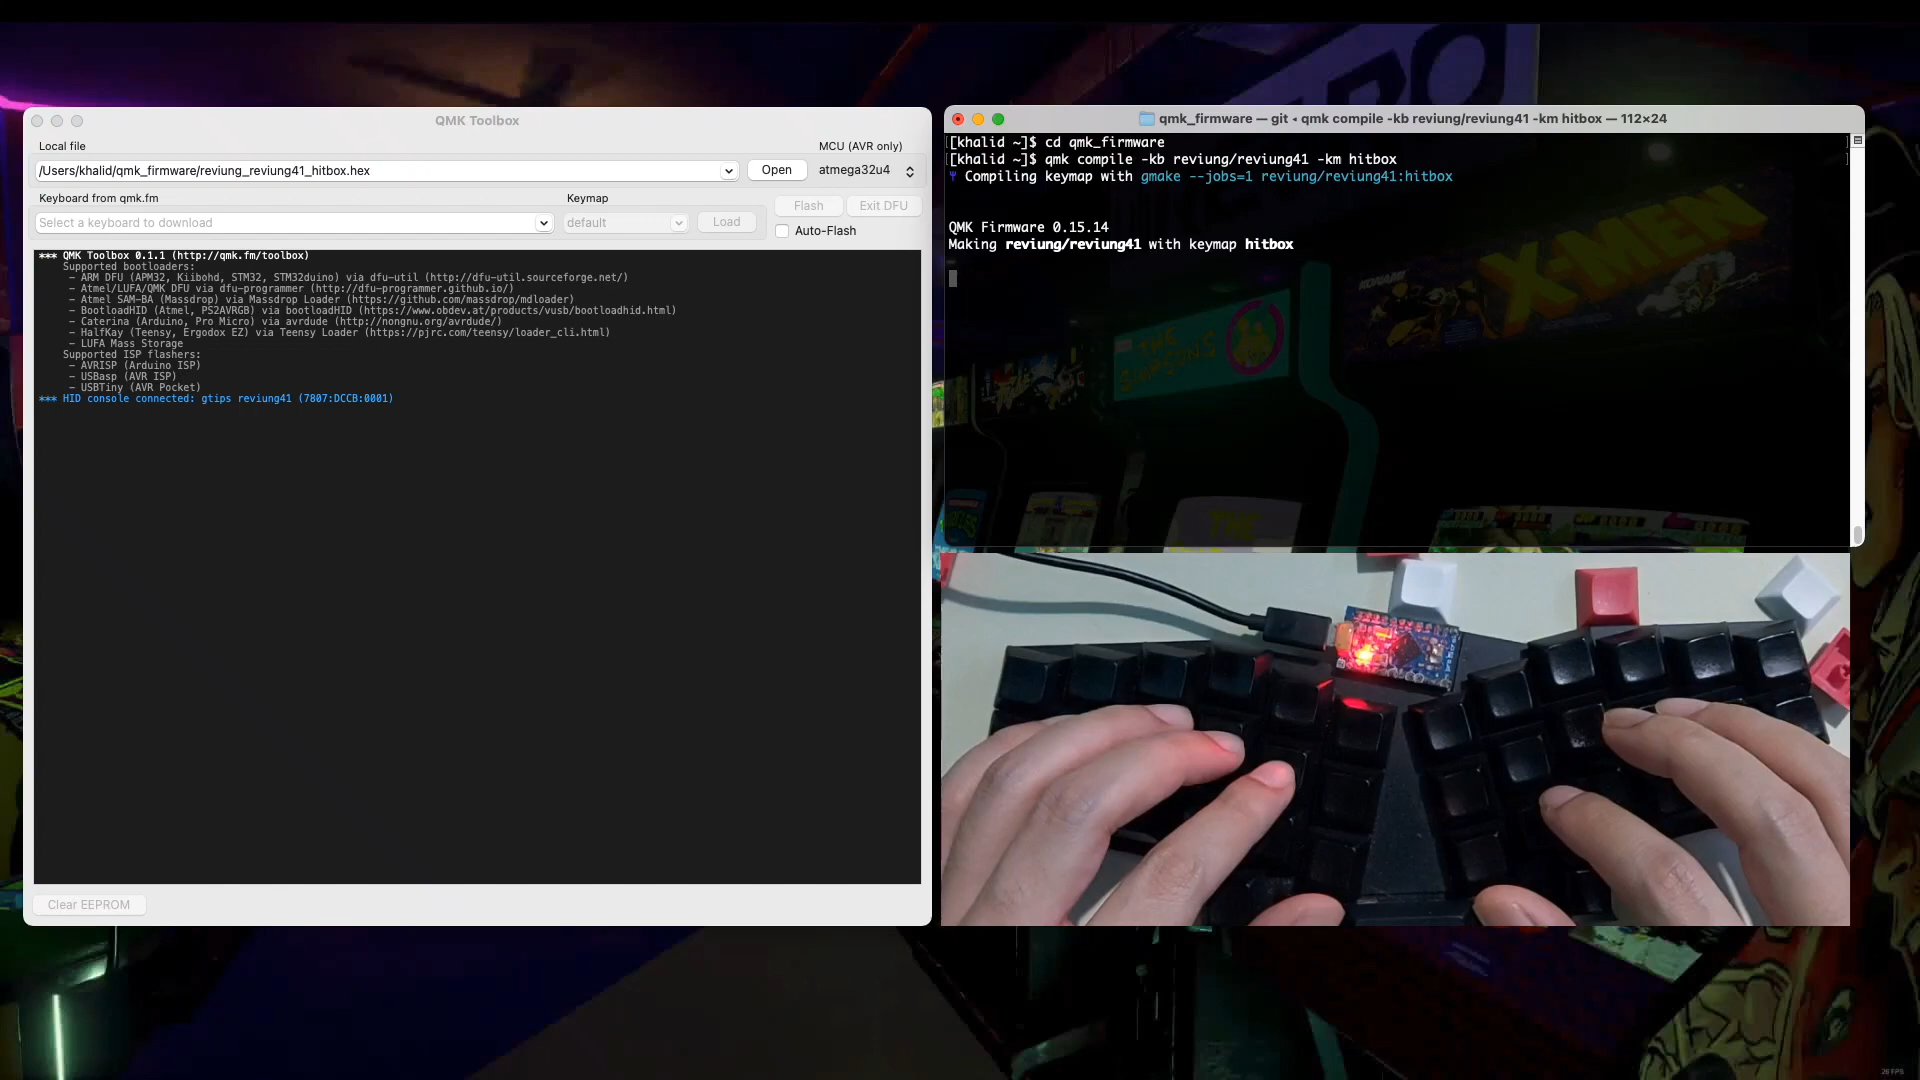 QMK Toolbox
Local file
MCU (AVR only)
/Users/khalid/qmk_firmware/reviung_reviung41_hitbox.hex
Open
atmega32u4
Keyboard from qmk.fm
Keymap
Flash
Exit DFU
Select a keyboard to download
default
Load
Auto-Flash
*** QMK Toolbox 0.1.1 (http://qmk.fm/toolbox)
Supported bootloaders:
– ARM DFU (APM32, Kiibohd, STM32, STM32duino) via dfu-util (http://dfu-util.sourceforge.net/)
– Atmel/LUFA/QMK DFU via dfu-programmer (http://dfu-programmer.github.io/)
– Atmel SAM-BA (Massdrop) via Massdrop Loader (https://github.com/massdrop/mdloader)
– BootloadHID (Atmel, PS2AVRGB) via bootloadHID (https://www.obdev.at/products/vusb/bootloadhid.html)
– Caterina (Arduino, Pro Micro) via avrdude (http://nongnu.org/avrdude/)
– HalfKay (Teensy, Ergodox EZ) via Teensy Loader (https://pjrc.com/teensy/loader_cli.html)
– LUFA Mass Storage
Supported ISP flashers:
– AVRISP (Arduino ISP)
– USBasp (AVR ISP)
– USBTiny (AVR Pocket)
*** HID console connected: gtips reviung41 (7807:DCCB:0001)
Clear EEPROM
qmk_firmware — git ◂ qmk compile -kb reviung/reviung41 -km hitbox — 112×24
[khalid ~]$ cd qmk_firmware
[khalid ~]$ qmk compile -kb reviung/reviung41 -km hitbox
Ψ Compiling keymap with gmake --jobs=1 reviung/reviung41:hitbox
QMK Firmware 0.15.14
Making reviung/reviung41 with keymap hitbox
KONAMI
X-MEN
THE
SIMPSONS
THE
26 FPS